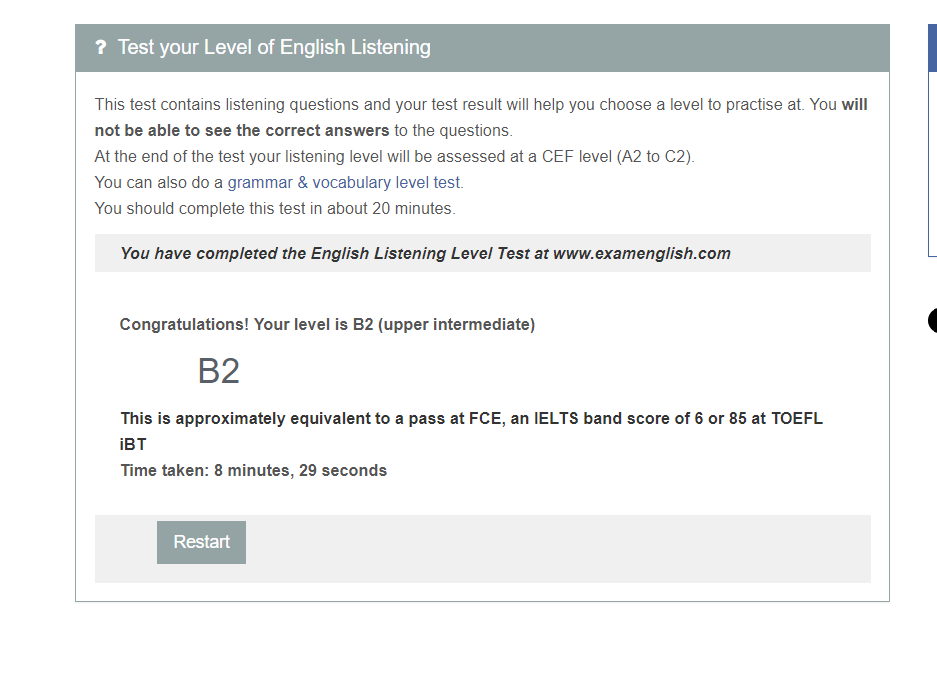 ? Test your Level of English Listening
This test contains listening questions and your test result will help you choose a level to practise at. You will
not be able to see the correct answers to the questions.
At the end of the test your listening level will be assessed at a CEF level (A2 to C2).
You can also do a grammar & vocabulary level test.
You should complete this test in about 20 minutes.
You have completed the English Listening Level Test at www.examenglish.com
Congratulations! Your level is B2 (upper intermediate)
B2
This is approximately equivalent to a pass at FCE, an IELTS band score of 6 or 85 at TOEFL
iBT
Time taken: 8 minutes, 29 seconds
Restart